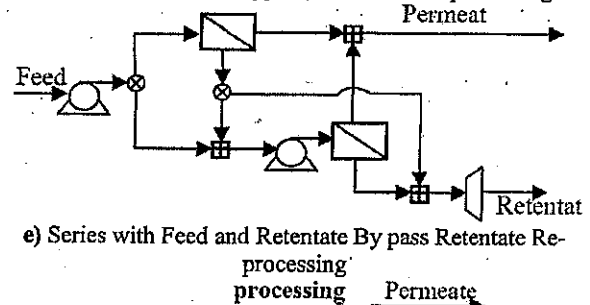 Permeat
Feed
Retentat
e) Series with Feed and Retentate By pass Retentate Re-
processing
processing Permeate